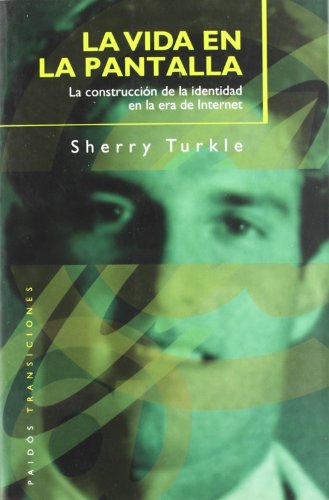 LA VIDA EN
LA PANTALLA
La construcción de la identidad
en la era de Internet
Sherry Turkle
PAIDÓS TRANSICIONES